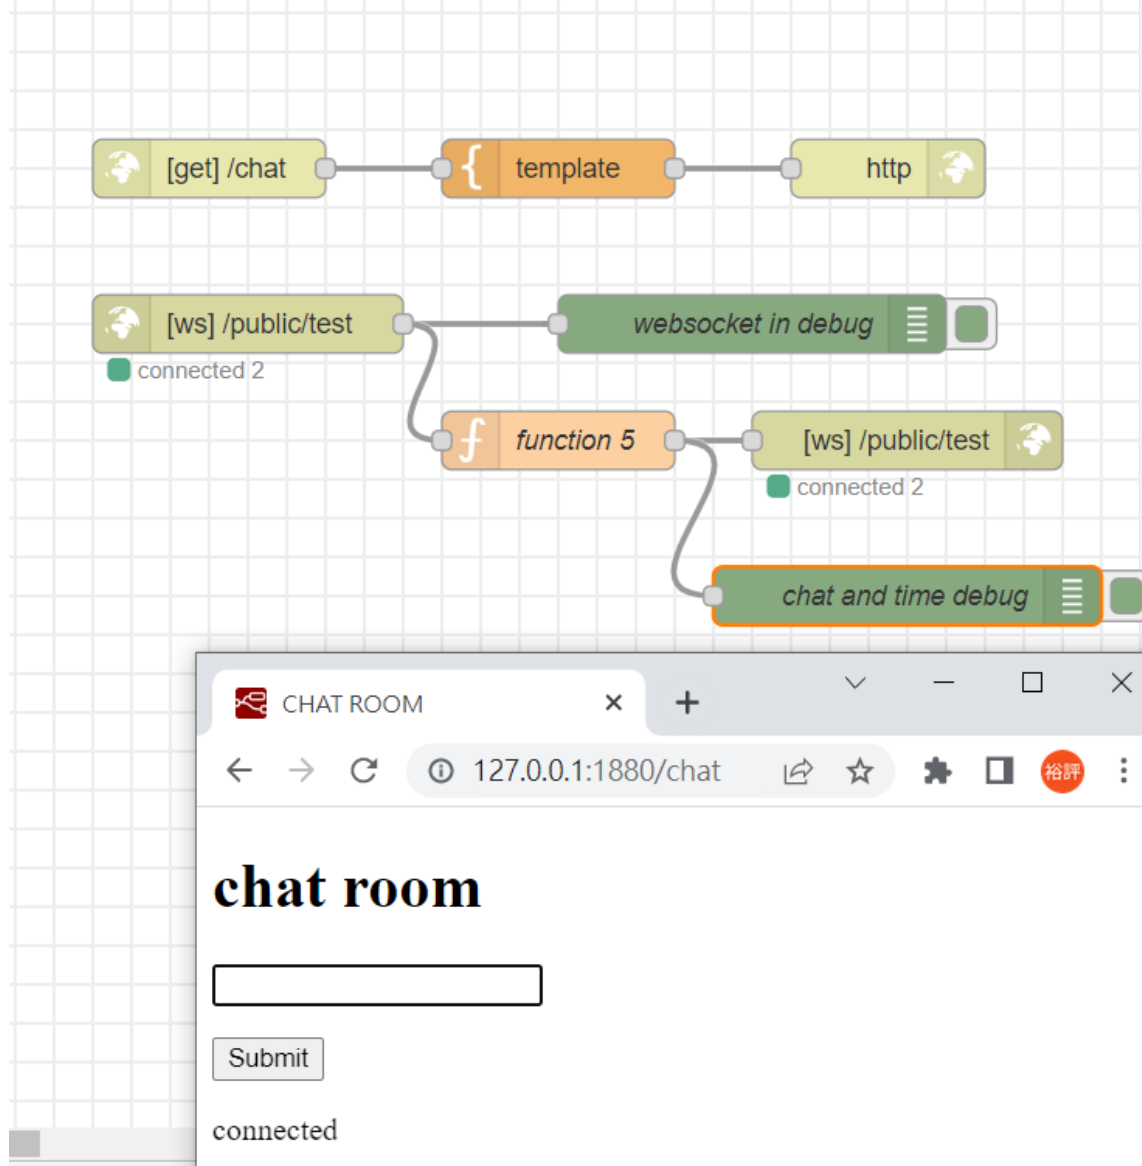 [get] /chat
template
http
[ws] /public/test
websocket in debug
connected 2
function 5
[ws] /public/test
connected 2
chat and time debug
CHAT ROOM
127.0.0.1:1880/chat
裕評
chat room
Submit
connected